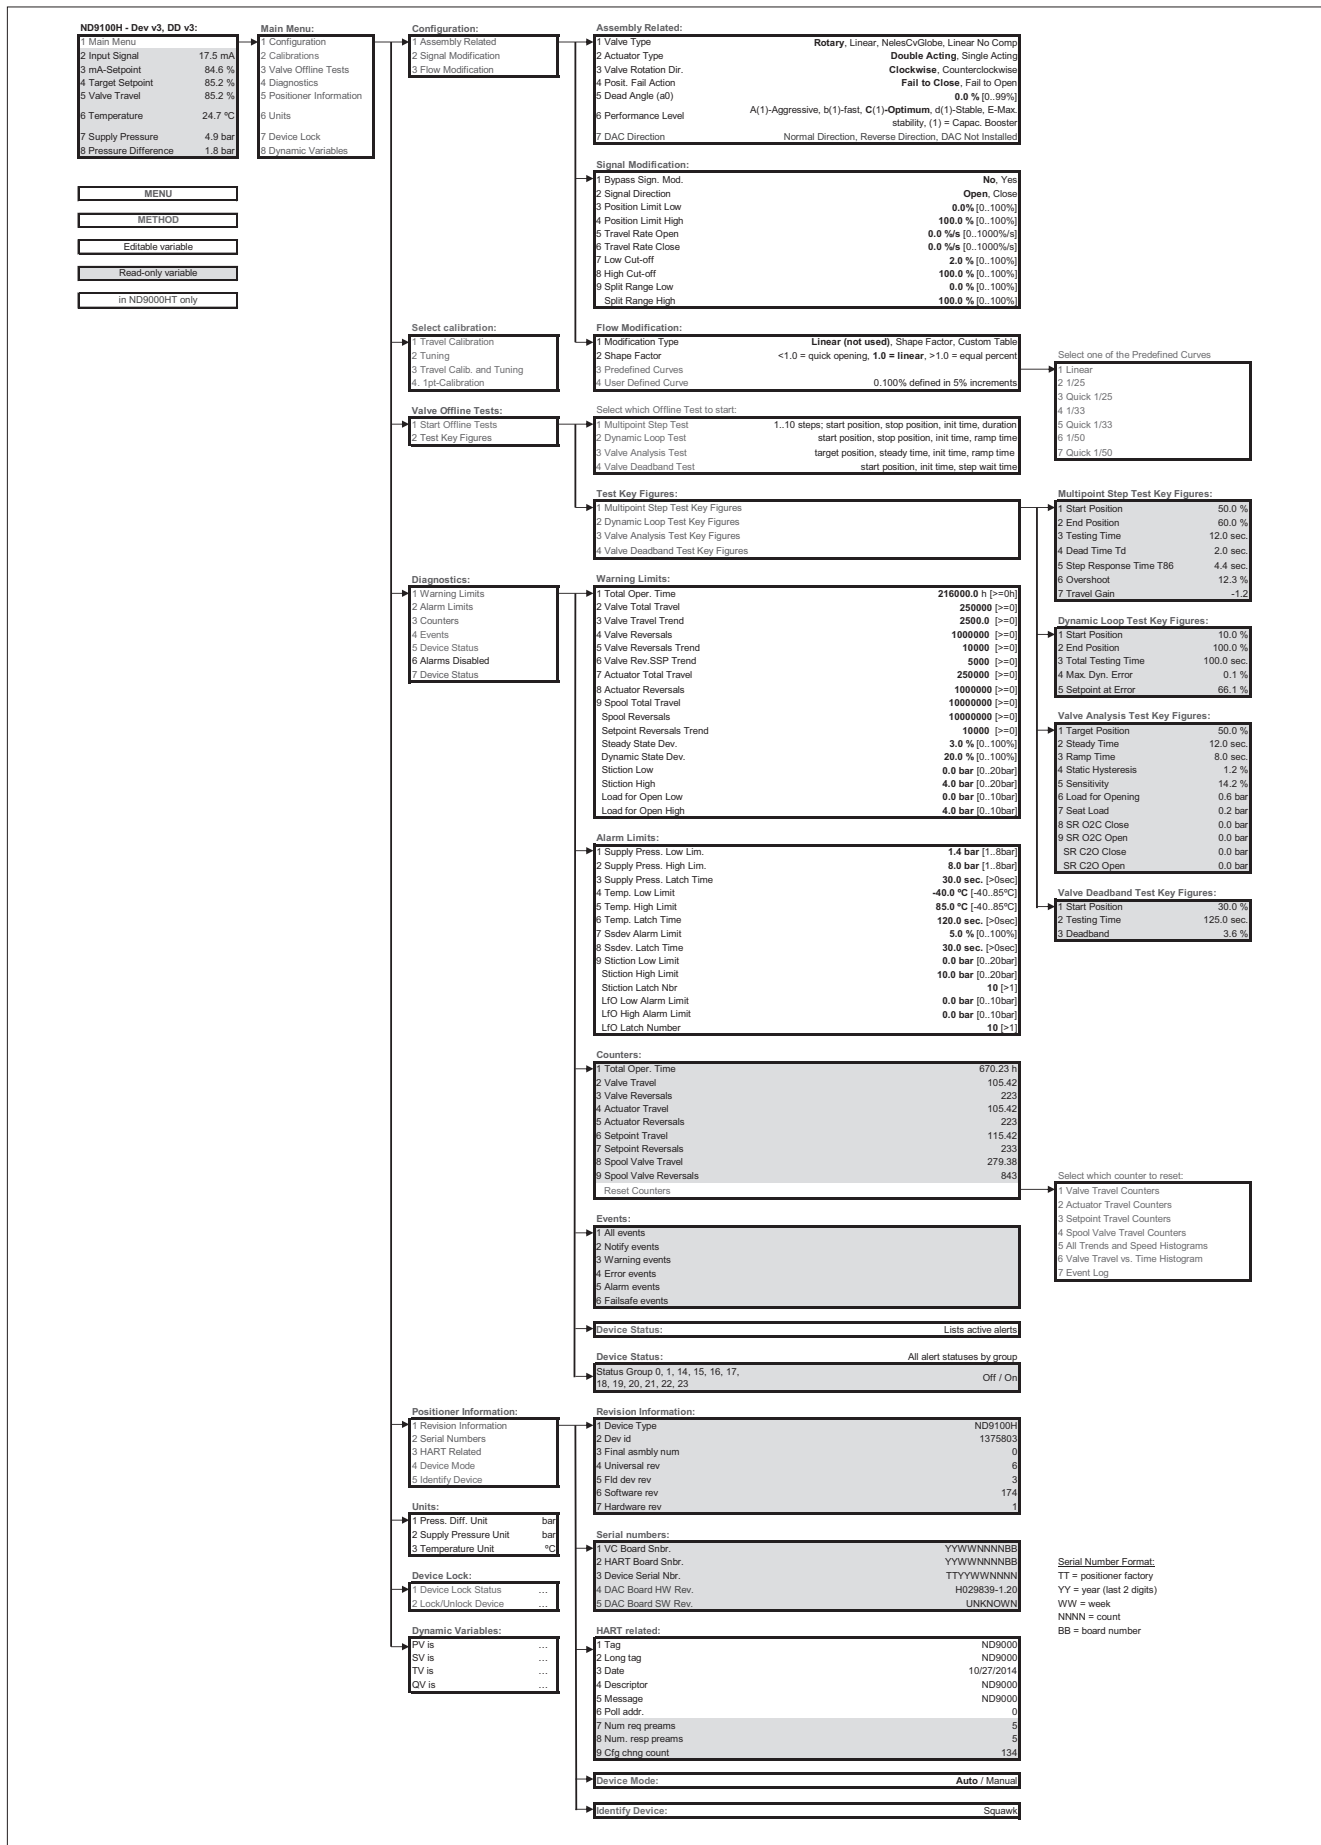 ND9100H - Dev v3, DD v3:
1 Main Menu
2 Input Signal 17.5 mA
3 mA-Setpoint 84.6 %
4 Target Setpoint 85.2 %
5 Valve Travel 85.2 %
6 Temperature 24.7 ºC
7 Supply Pressure 4.9 bar
8 Pressure Difference 1.8 bar
MENU
METHOD
Editable variable
Read-only variable
in ND9000HT only
Main Menu:
1 Configuration
2 Calibrations
3 Valve Offline Tests
4 Diagnostics
5 Positioner Information
6 Units
7 Device Lock
8 Dynamic Variables
Configuration:
1 Assembly Related
2 Signal Modification
3 Flow Modification
Assembly Related:
1 Valve Type Rotary, Linear, NelesCvGlobe, Linear No Comp
2 Actuator Type Double Acting, Single Acting
3 Valve Rotation Dir. Clockwise, Counterclockwise
4 Posit. Fail Action Fail to Close, Fail to Open
5 Dead Angle (a0) 0.0 % [0..99%]
6 Performance Level A(1)-Aggressive, b(1)-fast, C(1)-Optimum, d(1)-Stable, E-Max.
stability, (1) = Capac. Booster
7 DAC Direction Normal Direction, Reverse Direction, DAC Not Installed
Signal Modification:
1 Bypass Sign. Mod. No, Yes
2 Signal Direction Open, Close
3 Position Limit Low 0.0% [0..100%]
4 Position Limit High 100.0 % [0..100%]
5 Travel Rate Open 0.0 %/s [0..1000%/s]
6 Travel Rate Close 0.0 %/s [0..1000%/s]
7 Low Cut-off 2.0 % [0..100%]
8 High Cut-off 100.0 % [0..100%]
9 Split Range Low 0.0 % [0..100%]
Split Range High 100.0 % [0..100%]
Select calibration:
1 Travel Calibration
2 Tuning
3 Travel Calib. and Tuning
4. 1pt-Calibration
Flow Modification:
1 Modification Type Linear (not used), Shape Factor, Custom Table
2 Shape Factor <1.0 = quick opening, 1.0 = linear, >1.0 = equal percent
3 Predefined Curves
4 User Defined Curve 0.100% defined in 5% increments
Select one of the Predefined Curves
1 Linear
2 1/25
3 Quick 1/25
4 1/33
5 Quick 1/33
6 1/50
7 Quick 1/50
Valve Offline Tests:
1 Start Offline Tests
2 Test Key Figures
Select which Offline Test to start:
1 Multipoint Step Test 1..10 steps; start position, stop position, init time, duration
2 Dynamic Loop Test start position, stop position, init time, ramp time
3 Valve Analysis Test target position, steady time, init time, ramp time
4 Valve Deadband Test start position, init time, step wait time
Test Key Figures:
1 Multipoint Step Test Key Figures
2 Dynamic Loop Test Key Figures
3 Valve Analysis Test Key Figures
4 Valve Deadband Test Key Figures
Multipoint Step Test Key Figures:
1 Start Position 50.0 %
2 End Position 60.0 %
3 Testing Time 12.0 sec.
4 Dead Time Td 2.0 sec.
5 Step Response Time T86 4.4 sec.
6 Overshoot 12.3 %
7 Travel Gain -1.2
Dynamic Loop Test Key Figures:
1 Start Position 10.0 %
2 End Position 100.0 %
3 Total Testing Time 100.0 sec.
4 Max. Dyn. Error 0.1 %
5 Setpoint at Error 66.1 %
Valve Analysis Test Key Figures:
1 Target Position 50.0 %
2 Steady Time 12.0 sec.
3 Ramp Time 8.0 sec.
4 Static Hysteresis 1.2 %
5 Sensitivity 14.2 %
6 Load for Opening 0.6 bar
7 Seat Load 0.2 bar
8 SR O2C Close 0.0 bar
9 SR O2C Open 0.0 bar
SR C2O Close 0.0 bar
SR C2O Open 0.0 bar
Valve Deadband Test Key Figures:
1 Start Position 30.0 %
2 Testing Time 125.0 sec.
3 Deadband 3.6 %
Diagnostics:
1 Warning Limits
2 Alarm Limits
3 Counters
4 Events
5 Device Status
6 Alarms Disabled
7 Device Status
Warning Limits:
1 Total Oper. Time 216000.0 h [>=0h]
2 Valve Total Travel 250000 [>=0]
3 Valve Travel Trend 2500.0 [>=0]
4 Valve Reversals 1000000 [>=0]
5 Valve Reversals Trend 10000 [>=0]
6 Valve Rev.SSP Trend 5000 [>=0]
7 Actuator Total Travel 250000 [>=0]
8 Actuator Reversals 1000000 [>=0]
9 Spool Total Travel 10000000 [>=0]
Spool Reversals 10000000 [>=0]
Setpoint Reversals Trend 10000 [>=0]
Steady State Dev. 3.0 % [0..100%]
Dynamic State Dev. 20.0 % [0..100%]
Stiction Low 0.0 bar [0..20bar]
Stiction High 4.0 bar [0..20bar]
Load for Open Low 0.0 bar [0..10bar]
Load for Open High 4.0 bar [0..10bar]
Alarm Limits:
1 Supply Press. Low Lim. 1.4 bar [1..8bar]
2 Supply Press. High Lim. 8.0 bar [1..8bar]
3 Supply Press. Latch Time 30.0 sec. [>0sec]
4 Temp. Low Limit -40.0 ºC [-40..85ºC]
5 Temp. High Limit 85.0 ºC [-40..85ºC]
6 Temp. Latch Time 120.0 sec. [>0sec]
7 Ssdev Alarm Limit 5.0 % [0..100%]
8 Ssdev. Latch Time 30.0 sec. [>0sec]
9 Stiction Low Limit 0.0 bar [0..20bar]
Stiction High Limit 10.0 bar [0..20bar]
Stiction Latch Nbr 10 [>1]
LfO Low Alarm Limit 0.0 bar [0..10bar]
LfO High Alarm Limit 0.0 bar [0..10bar]
LfO Latch Number 10 [>1]
Counters:
1 Total Oper. Time 670.23 h
2 Valve Travel 105.42
3 Valve Reversals 223
4 Actuator Travel 105.42
5 Actuator Reversals 223
6 Setpoint Travel 115.42
7 Setpoint Reversals 233
8 Spool Valve Travel 279.38
9 Spool Valve Reversals 843
Reset Counters
Select which counter to reset:
1 Valve Travel Counters
2 Actuator Travel Counters
3 Setpoint Travel Counters
4 Spool Valve Travel Counters
5 All Trends and Speed Histograms
6 Valve Travel vs. Time Histogram
7 Event Log
Events:
1 All events
2 Notify events
3 Warning events
4 Error events
5 Alarm events
6 Failsafe events
Device Status: Lists active alerts
Device Status: All alert statuses by group
Status Group 0, 1, 14, 15, 16, 17,
18, 19, 20, 21, 22, 23 Off / On
Positioner Information:
1 Revision Information
2 Serial Numbers
3 HART Related
4 Device Mode
5 Identify Device
Revision Information:
1 Device Type ND9100H
2 Dev id 1375803
3 Final asmbly num 0
4 Universal rev 6
5 Fld dev rev 3
6 Software rev 174
7 Hardware rev 1
Units:
1 Press. Diff. Unit bar
2 Supply Pressure Unit bar
3 Temperature Unit ºC
Serial numbers:
1 VC Board Snbr. YYWWNNNNBB
2 HART Board Snbr. YYWWNNNNBB
3 Device Serial Nbr. TTYYWWNNNN
4 DAC Board HW Rev. H029839-1.20
5 DAC Board SW Rev. UNKNOWN
Serial Number Format:
TT = positioner factory
YY = year (last 2 digits)
WW = week
NNNN = count
BB = board number
Device Lock:
1 Device Lock Status ...
2 Lock/Unlock Device ...
Dynamic Variables:
PV is ...
SV is ...
TV is ...
QV is ...
HART related:
1 Tag ND9000
2 Long tag ND9000
3 Date 10/27/2014
4 Descriptor ND9000
5 Message ND9000
6 Poll addr. 0
7 Num req preams 5
8 Num. resp preams 5
9 Cfg chng count 134
Device Mode: Auto / Manual
Identify Device: Squawk